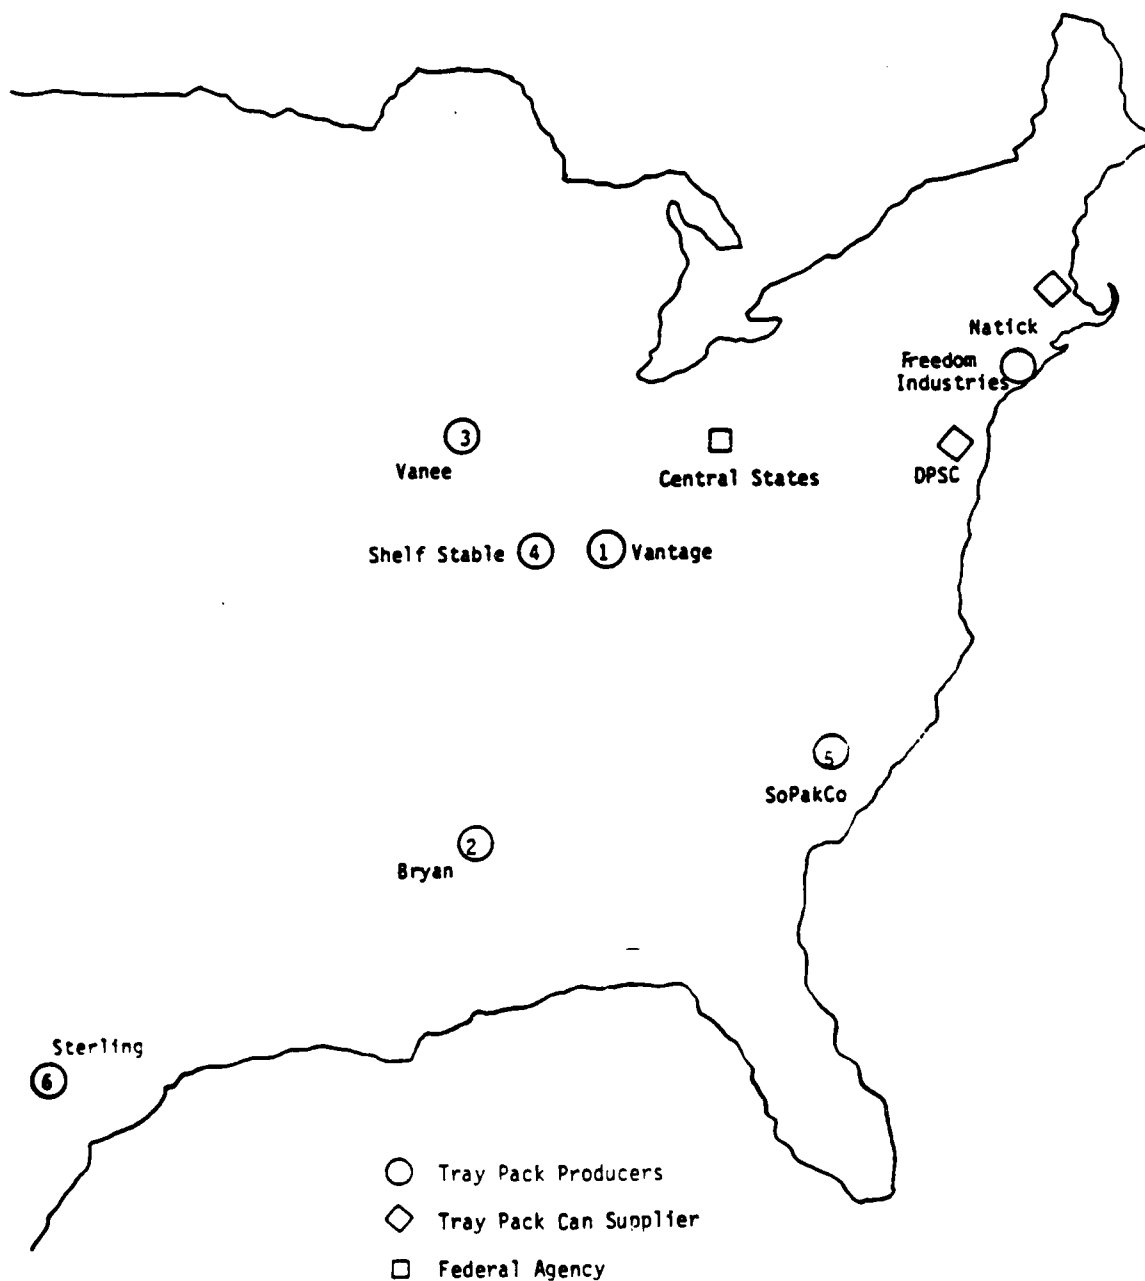 Natick
Freedom
Industries
3
Vanee
Central States
DPSC
Shelf Stable 4 1 Vantage
5
SoPakCo
2
Bryan
Sterling
6
Tray Pack Producers
Tray Pack Can Supplier
Federal Agency